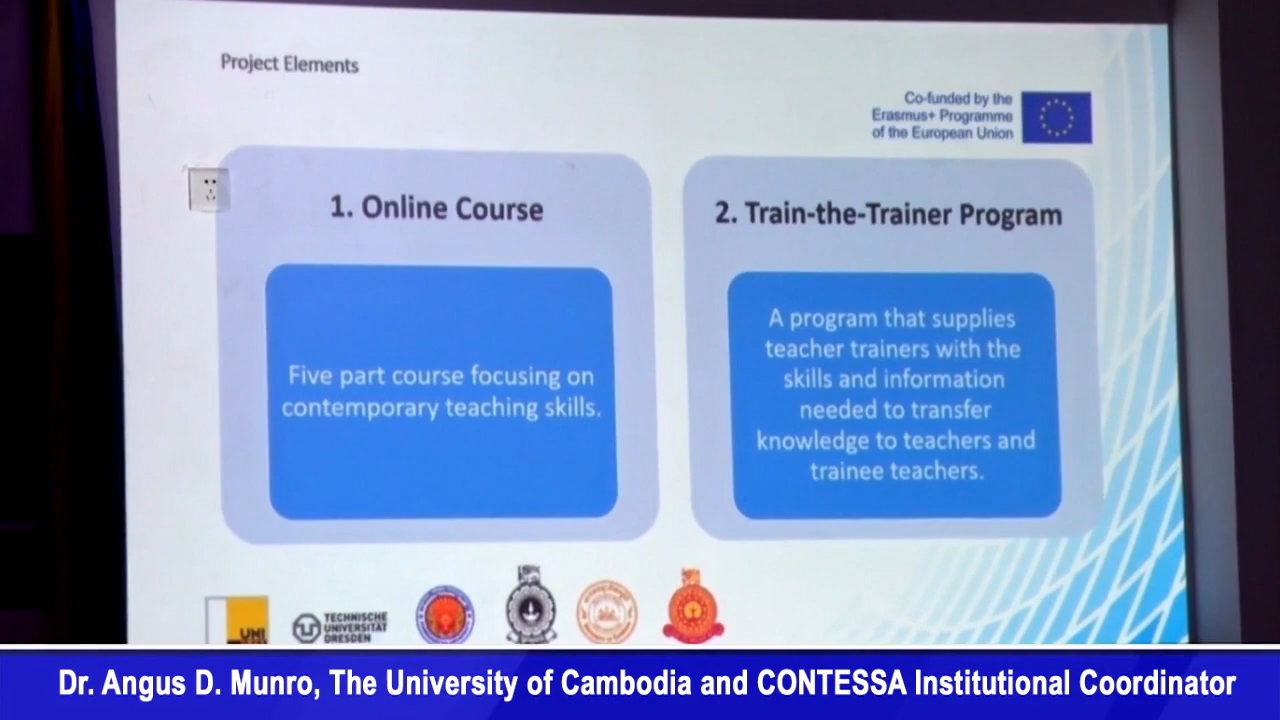 Project Elements
Co-funded by the
Erasmus+ Programme
of the European Union
1. Online Course
Five part course focusing on
contemporary teaching skills.
2. Train-the-Trainer Program
A program that supplies
teacher trainers with the
skills and information
needed to transfer
knowledge to teachers and
trainee teachers.
UNI
TECHNISCHE
UNIVERSITÄT
DRESDEN
Dr. Angus D. Munro, The University of Cambodia and CONTESSA Institutional Coordinator